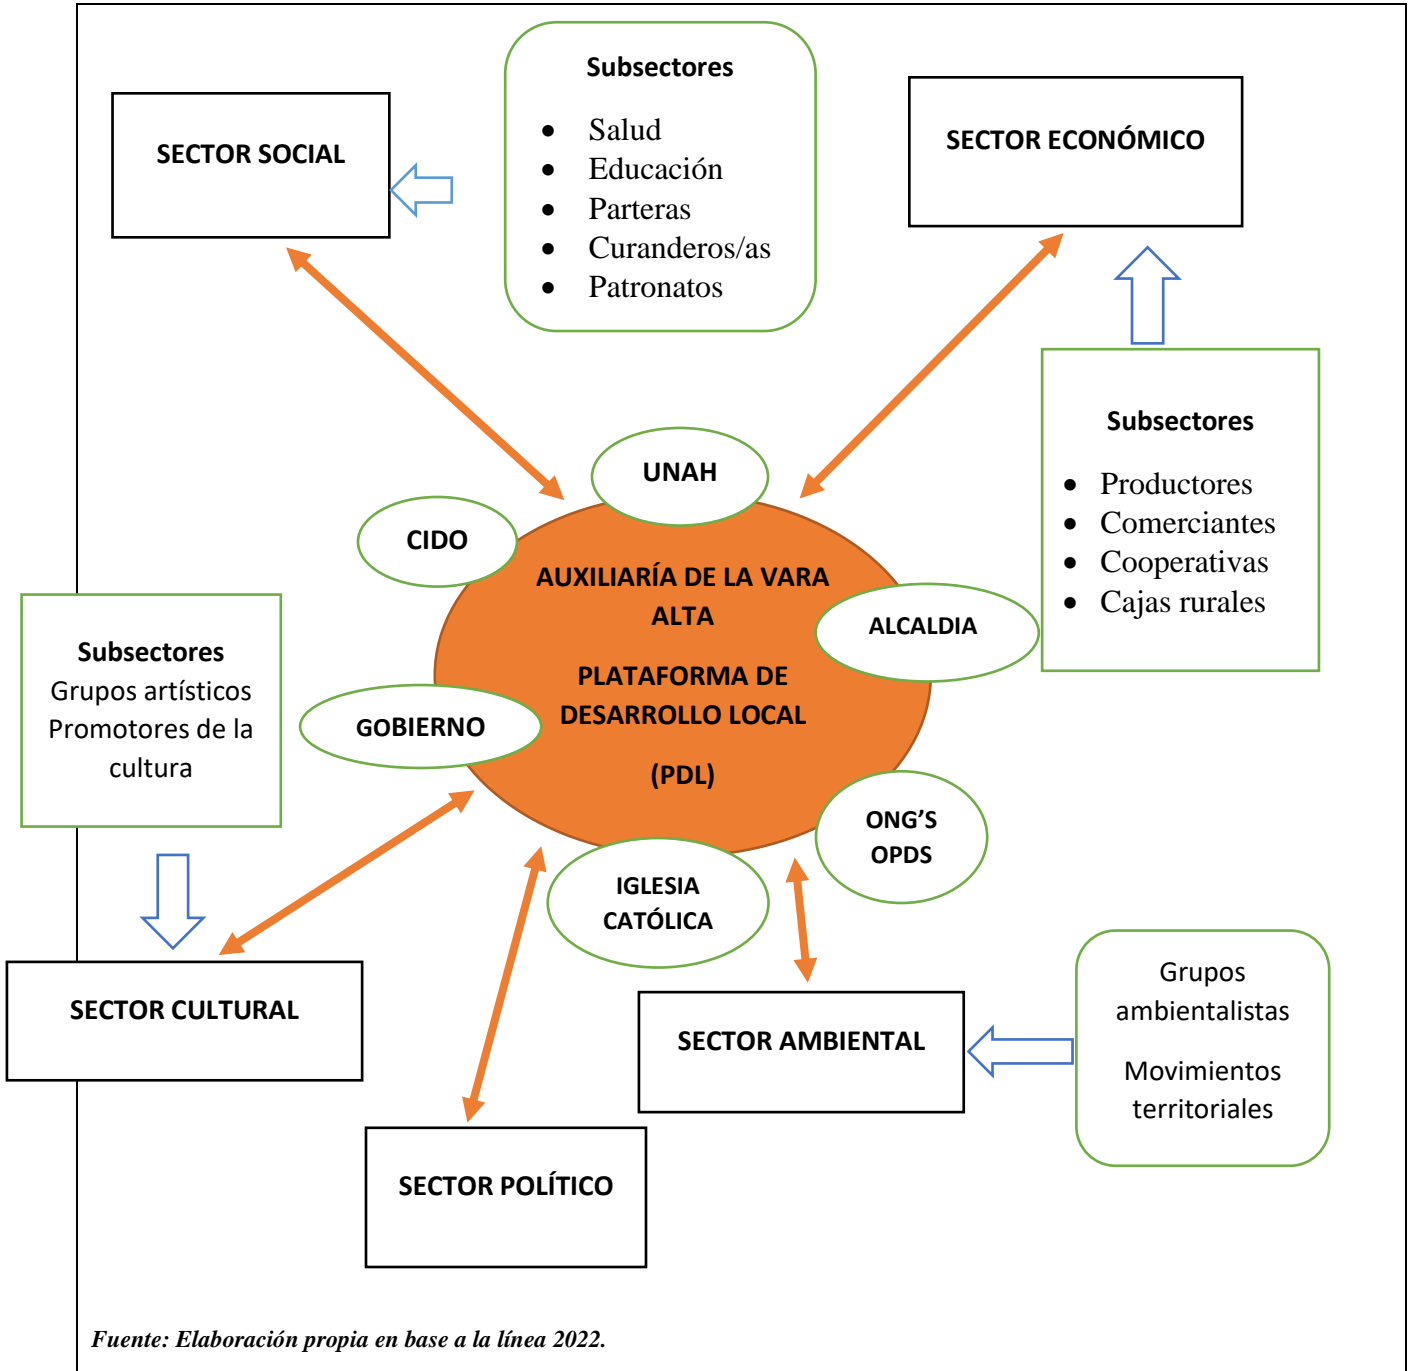 Subsectores
• Salud
• Educación
• Parteras
• Curanderos/as
• Patronatos
SECTOR SOCIAL
SECTOR ECONÓMICO
Subsectores
• Productores
• Comerciantes
• Cooperativas
• Cajas rurales
UNAH
CIDO
AUXILIARÍA DE LA VARA
ALTA
PLATAFORMA DE
DESARROLLO LOCAL
(PDL)
ALCALDIA
GOBIERNO
Subsectores
Grupos artísticos
Promotores de la
cultura
ONG’S
OPDS
IGLESIA
CATÓLICA
SECTOR CULTURAL
SECTOR AMBIENTAL
Grupos
ambientalistas
Movimientos
territoriales
SECTOR POLÍTICO
Fuente: Elaboración propia en base a la línea 2022.